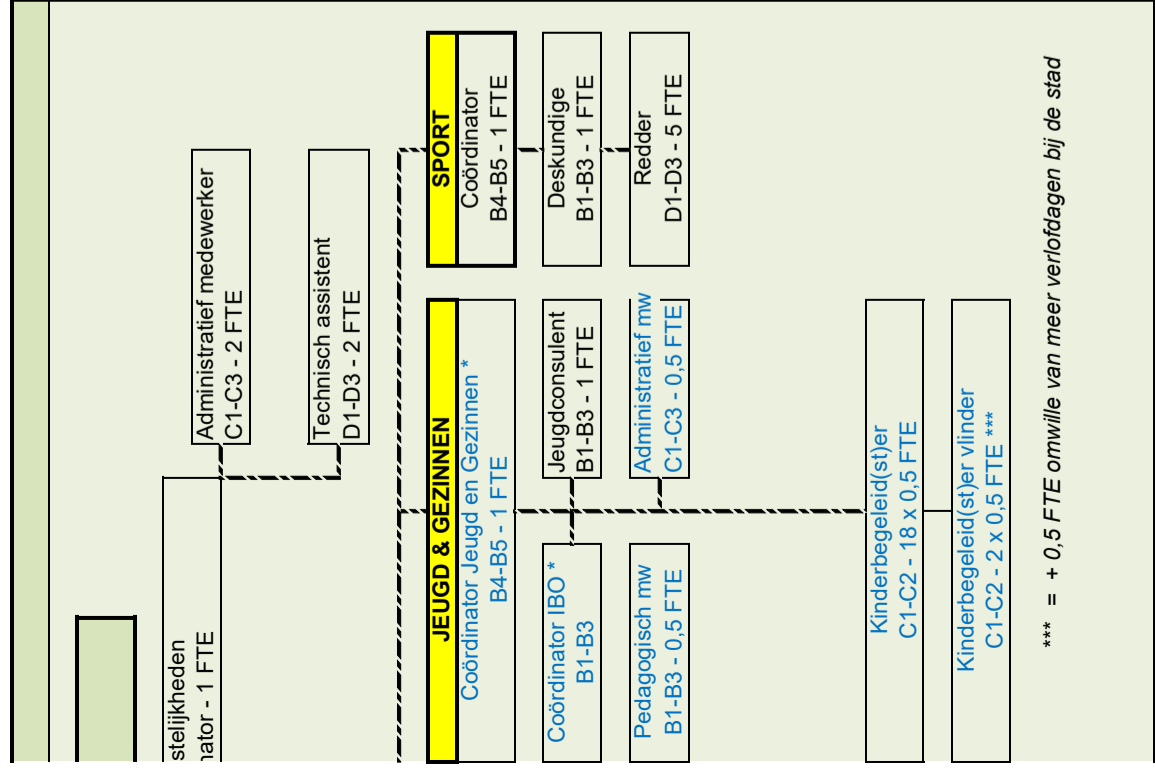 stelijkheden
nator - 1 FTE
Administratief medewerker
C1-C3 - 2 FTE
Technisch assistent
D1-D3 - 2 FTE
JEUGD & GEZINNEN
Coördinator Jeugd en Gezinnen *
B4-B5 - 1 FTE
Coördinator IBO *
B1-B3
Jeugdconsulent
B1-B3 - 1 FTE
Pedagogisch mw
B1-B3 - 0,5 FTE
Administratief mw
C1-C3 - 0,5 FTE
Kinderbegeleid(st)er
C1-C2 - 18 x 0,5 FTE
Kinderbegeleid(st)er vlinder
C1-C2 - 2 x 0,5 FTE ***
SPORT
Coördinator
B4-B5 - 1 FTE
Deskundige
B1-B3 - 1 FTE
Redder
D1-D3 - 5 FTE
*** = + 0,5 FTE omwille van meer verlofdagen bij de stad